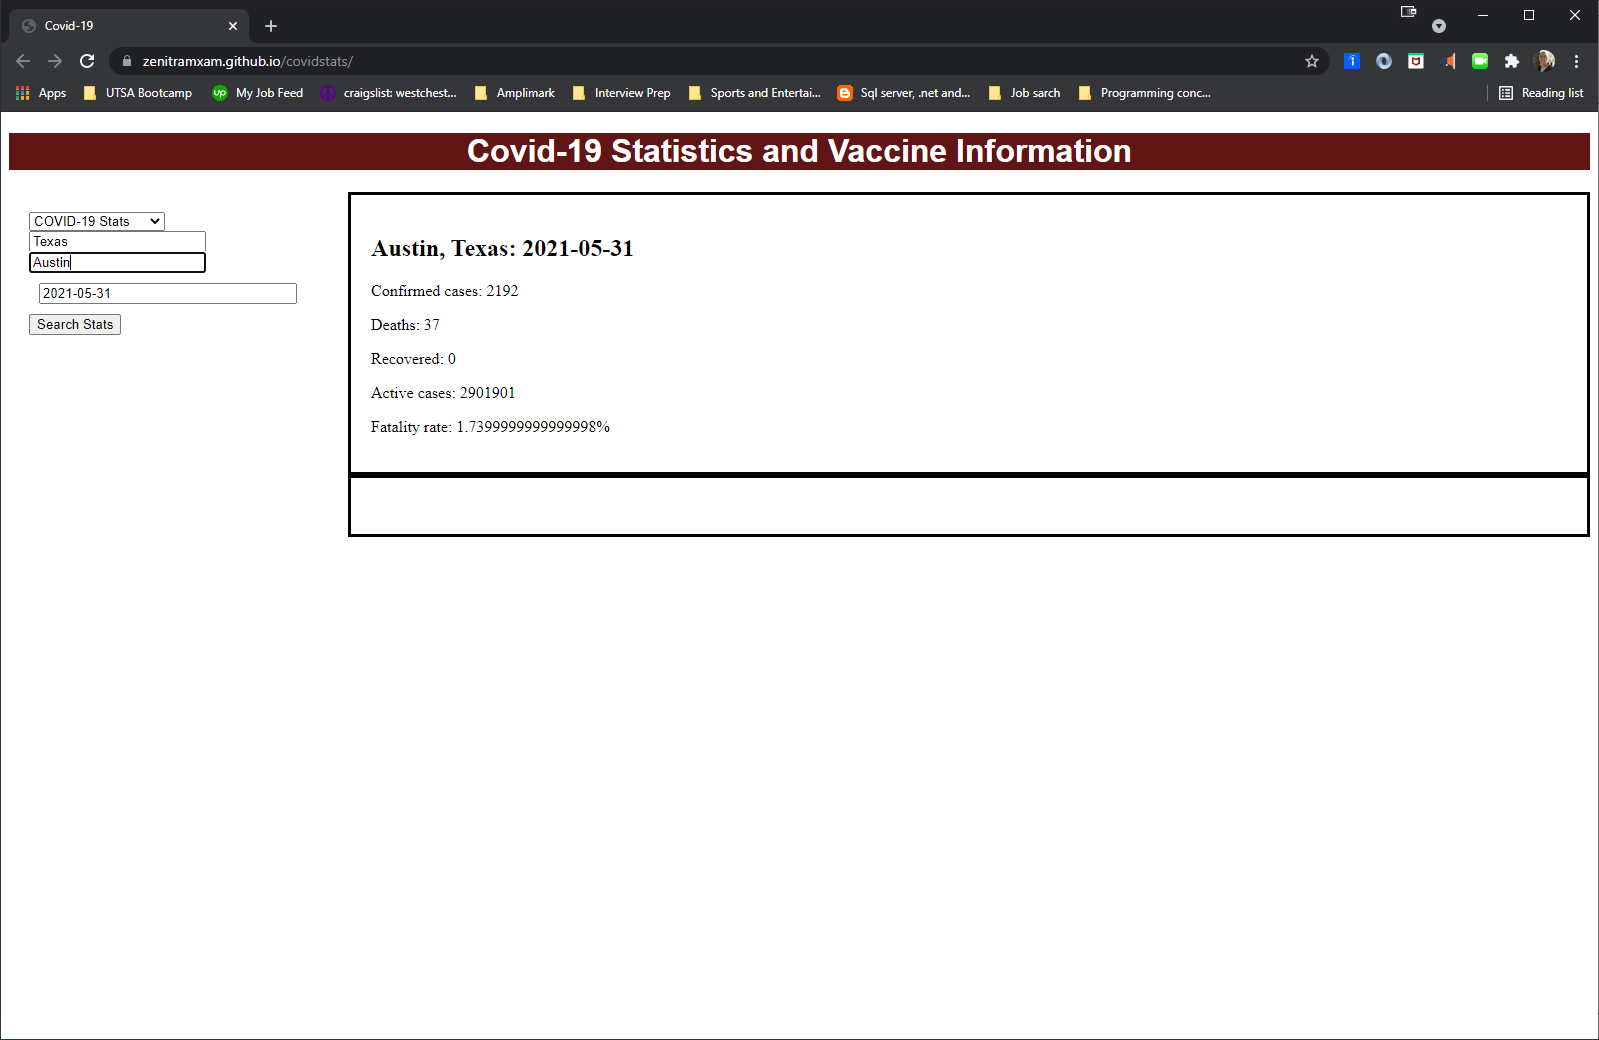 Covid-19
zenitramxam.github.io/covidstats/
Apps UTSA Bootcamp up My Job Feed craigslist: westchest... Amplimark Interview Prep Sports and Entertai... Sql server, .net and... Job sarch Programming conc... Reading list
Covid-19 Statistics and Vaccine Information
COVID-19 Stats
Texas
Austin
2021-05-31
Search Stats
Austin, Texas: 2021-05-31
Confirmed cases: 2192
Deaths: 37
Recovered: 0
Active cases: 2901901
Fatality rate: 1.7399999999999998%